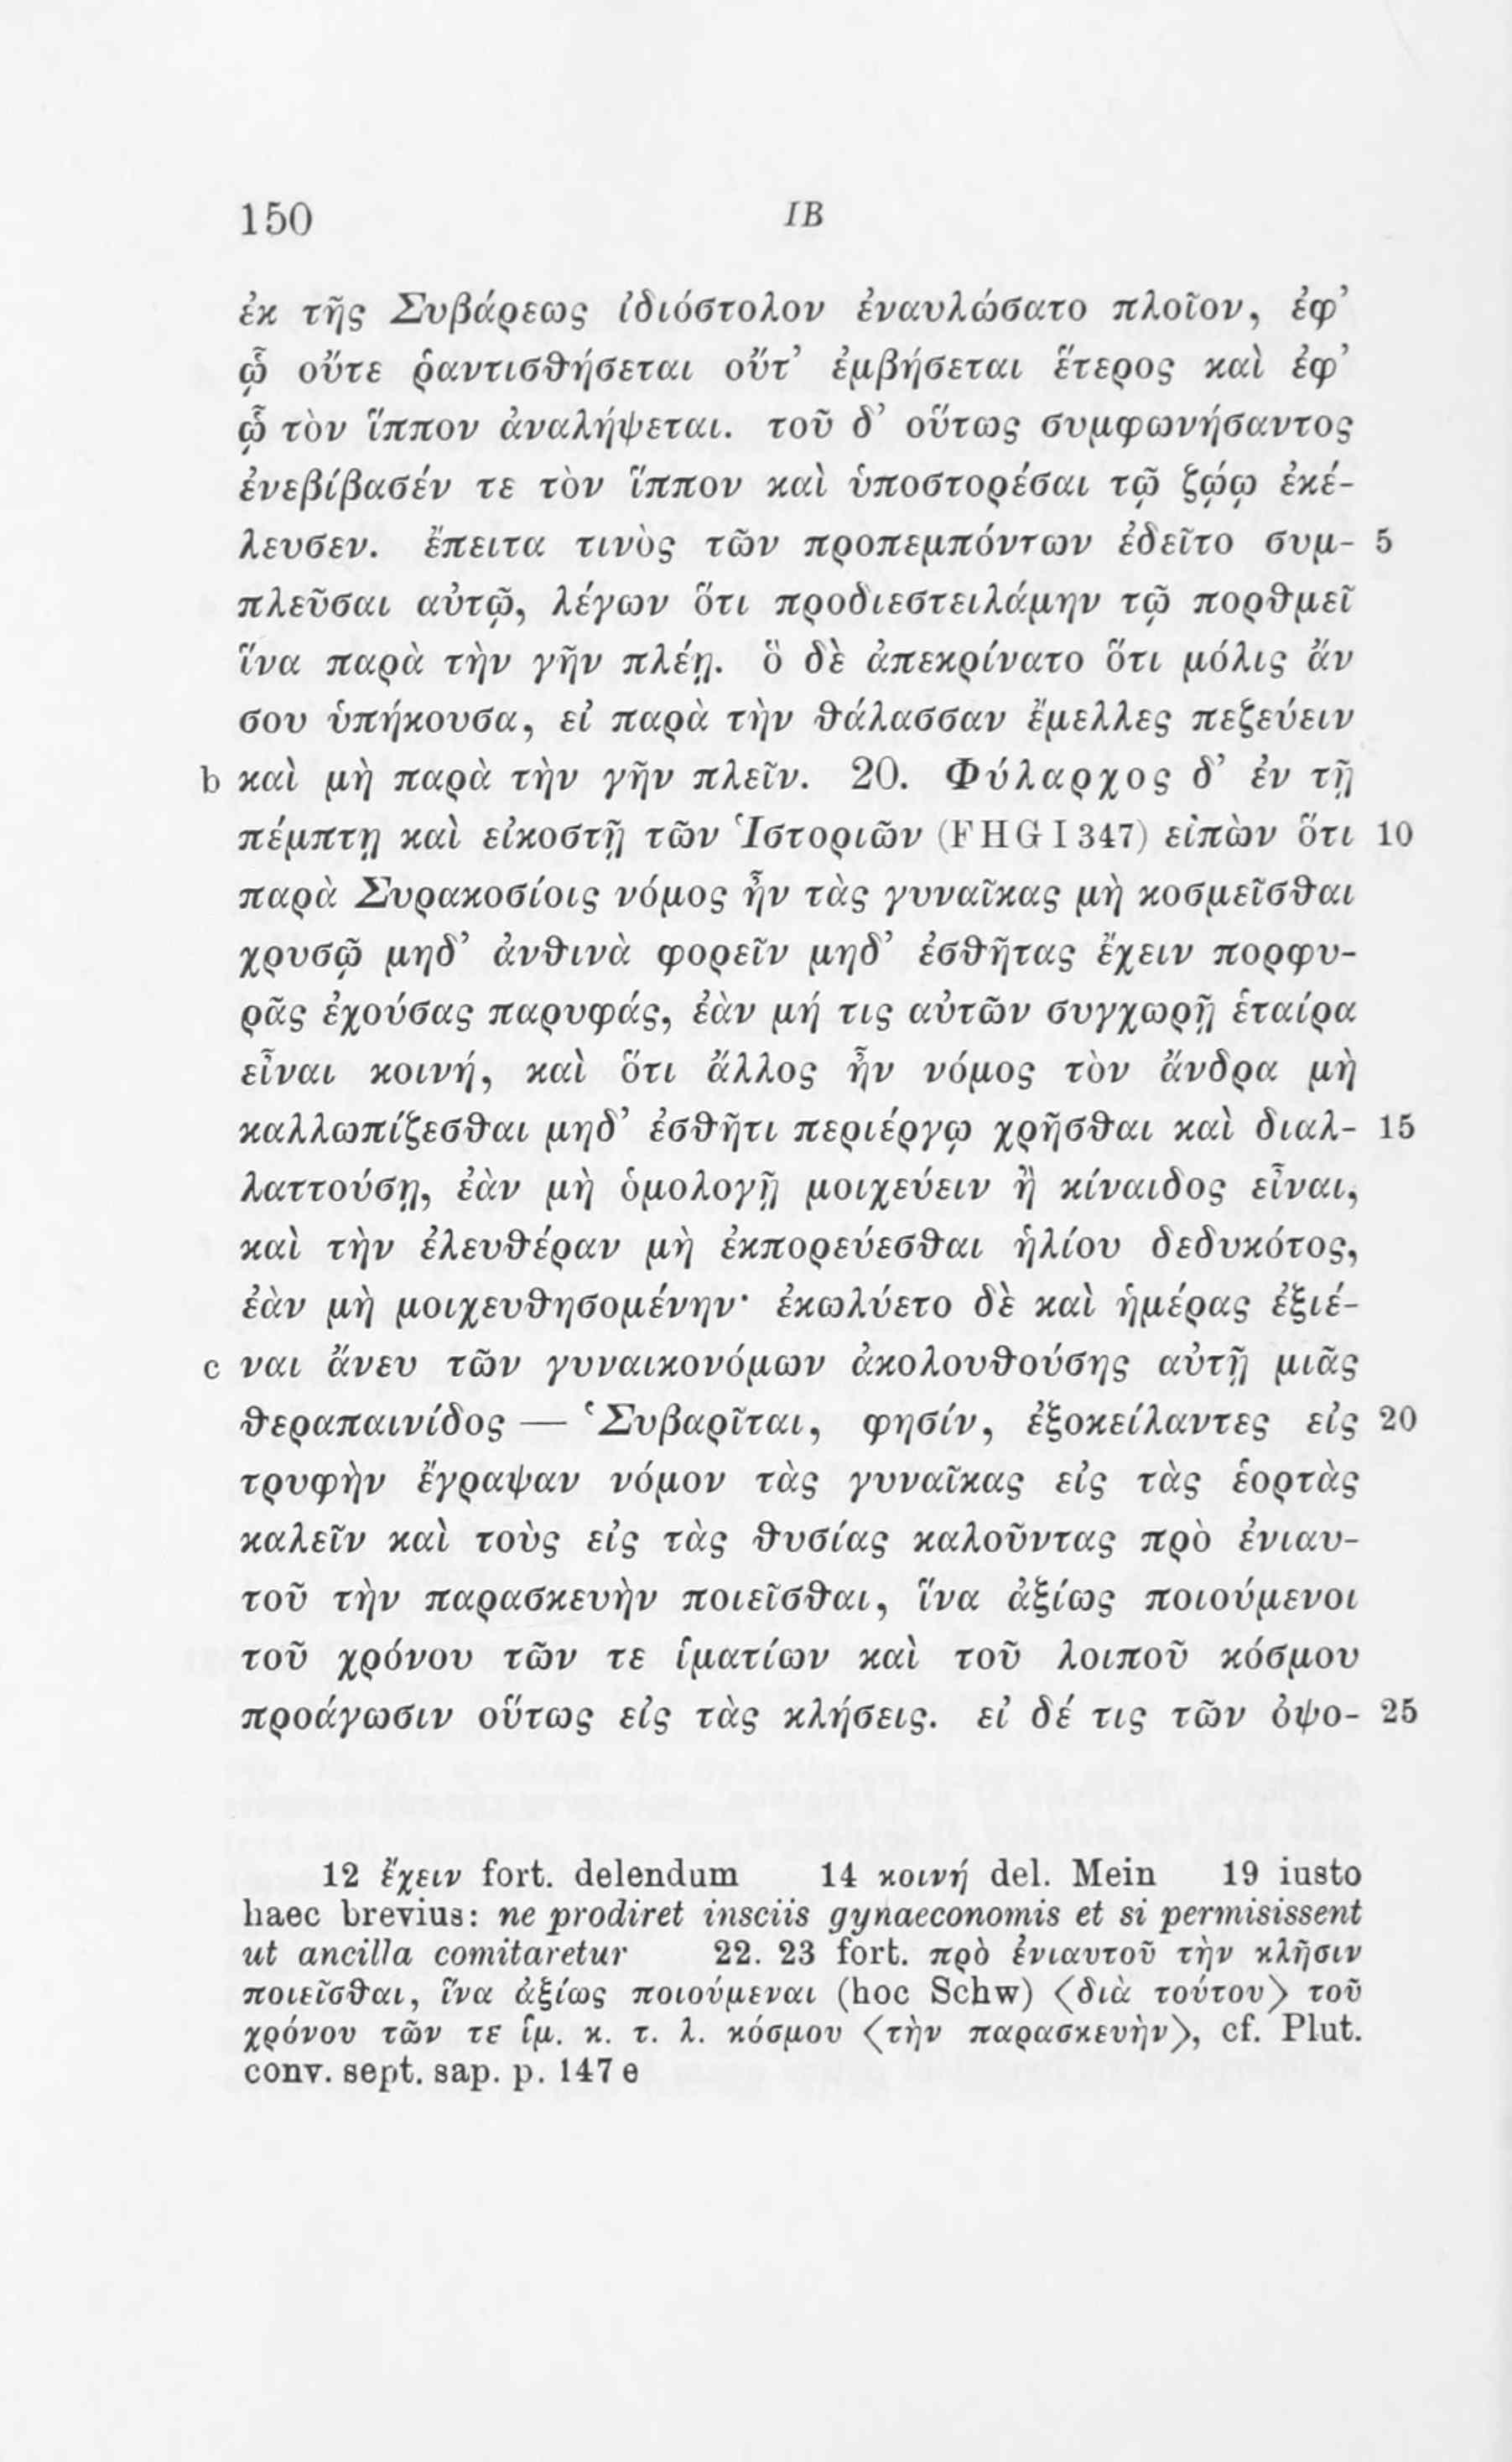 150 IB
ἐκ τῆς Συβάρεως ἰδιόστολον ἐναυλώσατο πλοῖον, ἐφ’
ᾧ οὔτε ῥαντισθήσεται οὔτ’ ἐμβήσεται ἕτερος καὶ ἐφ’
ᾧ τὸν ἵππον ἀναλήψεται. τοῦ δ’ οὕτως συμφωνήσαντος
ἐνεβίβασέν τε τὸν ἵππον καὶ ὑποστορέσαι τῷ ζῴῳ ἐκέ-
λευσεν. ἔπειτα τινὸς τῶν προπεμπόντων ἐδεῖτο συμ- 5
πλεῦσαι αὐτῷ, λέγων ὅτι προδιεστειλάμην τῷ πορθμεῖ
ἵνα παρὰ τὴν γῆν πλέῃ. ὃ δὲ ἀπεκρίνατο ὅτι μόλις ἄν
σου ὑπήκουσα, εἰ παρὰ τὴν θάλασσαν ἔμελλες πεζεύειν
b καὶ μὴ παρὰ τὴν γῆν πλεῖν. 20. Φύλαρχος δ’ ἐν τῇ
πέμπτῃ καὶ εἰκοστῇ τῶν Ἱστοριῶν (FHG I 347) εἰπὼν ὅτι 10
παρὰ Συρακοσίοις νόμος ἦν τὰς γυναῖκας μὴ κοσμεῖσθαι
χρυσῷ μηδ’ ἀνθινὰ φορεῖν μηδ’ ἐσθῆτας ἔχειν πορφυ-
ρᾶς ἐχούσας παρυφάς, ἐὰν μή τις αὐτῶν συγχωρῇ ἑταίρα
εἶναι κοινή, καὶ ὅτι ἄλλος ἦν νόμος τὸν ἄνδρα μὴ
καλλωπίζεσθαι μηδ’ ἐσθῆτι περιέργῳ χρῆσθαι καὶ διαλ- 15
λαττούσῃ, ἐὰν μὴ ὁμολογῇ μοιχεύειν ἢ κίναιδος εἶναι,
καὶ τὴν ἐλευθέραν μὴ ἐκπορεύεσθαι ἡλίου δεδυκότος,
ἐὰν μὴ μοιχευθησομένην· ἐκωλύετο δὲ καὶ ἡμέρας ἐξιέ-
c ναι ἄνευ τῶν γυναικονόμων ἀκολουθούσης αὐτῇ μιᾶς
θεραπαινίδος — ‘Συβαρῖται, φησίν, ἐξοκείλαντες εἰς 20
τρυφὴν ἔγραψαν νόμον τὰς γυναῖκας εἰς τὰς ἑορτὰς
καλεῖν καὶ τοὺς εἰς τὰς θυσίας καλοῦντας πρὸ ἐνιαυ-
τοῦ τὴν παρασκευὴν ποιεῖσθαι, ἵνα ἀξίως ποιούμενοι
τοῦ χρόνου τῶν τε ἱματίων καὶ τοῦ λοιποῦ κόσμου
προάγωσιν οὕτως εἰς τὰς κλήσεις. εἰ δέ τις τῶν ὀψο- 25
12 ἔχειν fort. delendum 14 κοινή del. Mein 19 iusto
haec brevius: ne prodiret insciis gynaeconomis et si permisissent
ut ancilla comitaretur 22. 23 fort. πρὸ ἐνιαυτοῦ τὴν κλῆσιν
ποιεῖσθαι, ἵνα ἀξίως ποιούμεναι (hoc Schw) ⟨διὰ τούτου⟩ τοῦ
χρόνου τῶν τε ἱμ. κ. τ. λ. κόσμου ⟨τὴν παρασκευὴν⟩, cf. Plut.
conv. sept. sap. p. 147 e